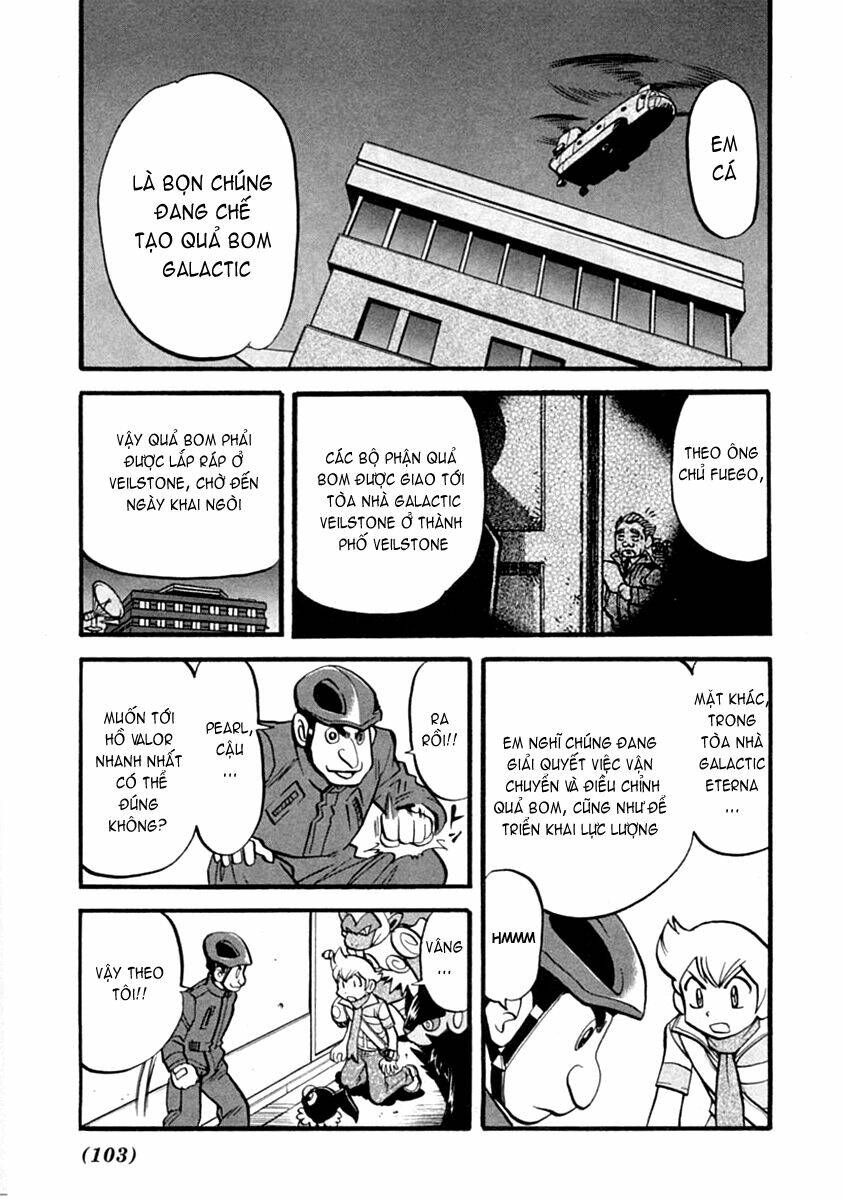 EM
CÁ
LÀ BỌN CHÚNG
ĐANG CHẾ
TẠO QUẢ BOM
GALACTIC
THEO ÔNG
CHỦ FUEGO,
CÁC BỘ PHẬN QUẢ
BOM ĐƯỢC GIAO TỚI
TÒA NHÀ GALACTIC
VEILSTONE Ở THÀNH
PHỐ VEILSTONE
VẬY QUẢ BOM PHẢI
ĐƯỢC LẮP RÁP Ở
VEILSTONE, CHỜ ĐẾN
NGÀY KHAI NGÒI
MẶT KHÁC,
TRONG
TÒA NHÀ
GALACTIC
ETERNA
...
EM NGHĨ CHÚNG ĐANG
GIẢI QUYẾT VIỆC VẬN
CHUYỂN VÀ ĐIỀU CHỈNH
QUẢ BOM, CŨNG NHƯ ĐỂ
TRIỂN KHAI LỰC LƯỢNG
HMMM
RA
RỒI!!
PEARL,
CẬU
...
MUỐN TỚI
HỒ VALOR
NHANH NHẤT
CÓ THỂ
ĐÚNG
KHÔNG?
VÂNG
...
VẬY THEO
TÔI!!
(103)